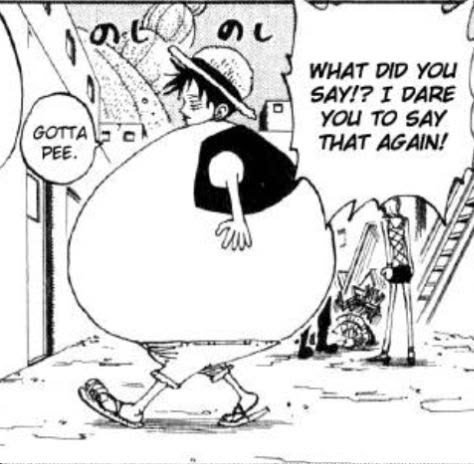 のし
のし
WHAT DID YOU
SAY!? I DARE
YOU TO SAY
THAT AGAIN!
GOTTA
PEE.